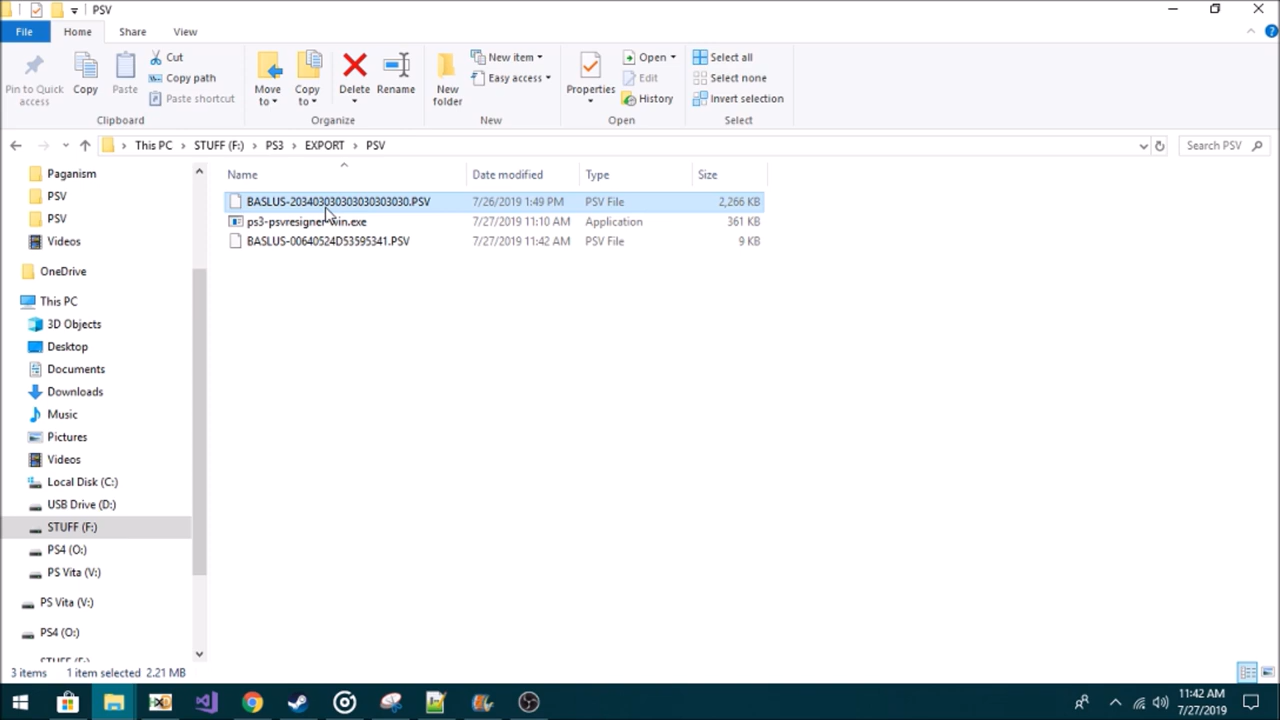 PSV
File Home Share View
Pin to Quick access
Copy
Paste
Cut
Copy path
Paste shortcut
Clipboard
Move to
Copy to
Delete
Rename
Organize
New folder
New item
Easy access
New
Properties
Open
Edit
History
Open
Select all
Select none
Invert selection
Select
This PC › STUFF (F:) › PS3 › EXPORT › PSV
Search PSV
Paganism
PSV
PSV
Videos
OneDrive
This PC
3D Objects
Desktop
Documents
Downloads
Music
Pictures
Videos
Local Disk (C:)
USB Drive (D:)
STUFF (F:)
PS4 (O:)
PS Vita (V:)
PS Vita (V:)
PS4 (O:)
STUFF (F:)
Name Date modified Type Size
BASLUS-203403030303030303030.PSV 7/26/2019 1:49 PM PSV File 2,266 KB
ps3-psvresigner-win.exe 7/27/2019 11:10 AM Application 361 KB
BASLUS-00640524D53595341.PSV 7/27/2019 11:42 AM PSV File 9 KB
3 items 1 item selected 2.21 MB
11:42 AM
7/27/2019